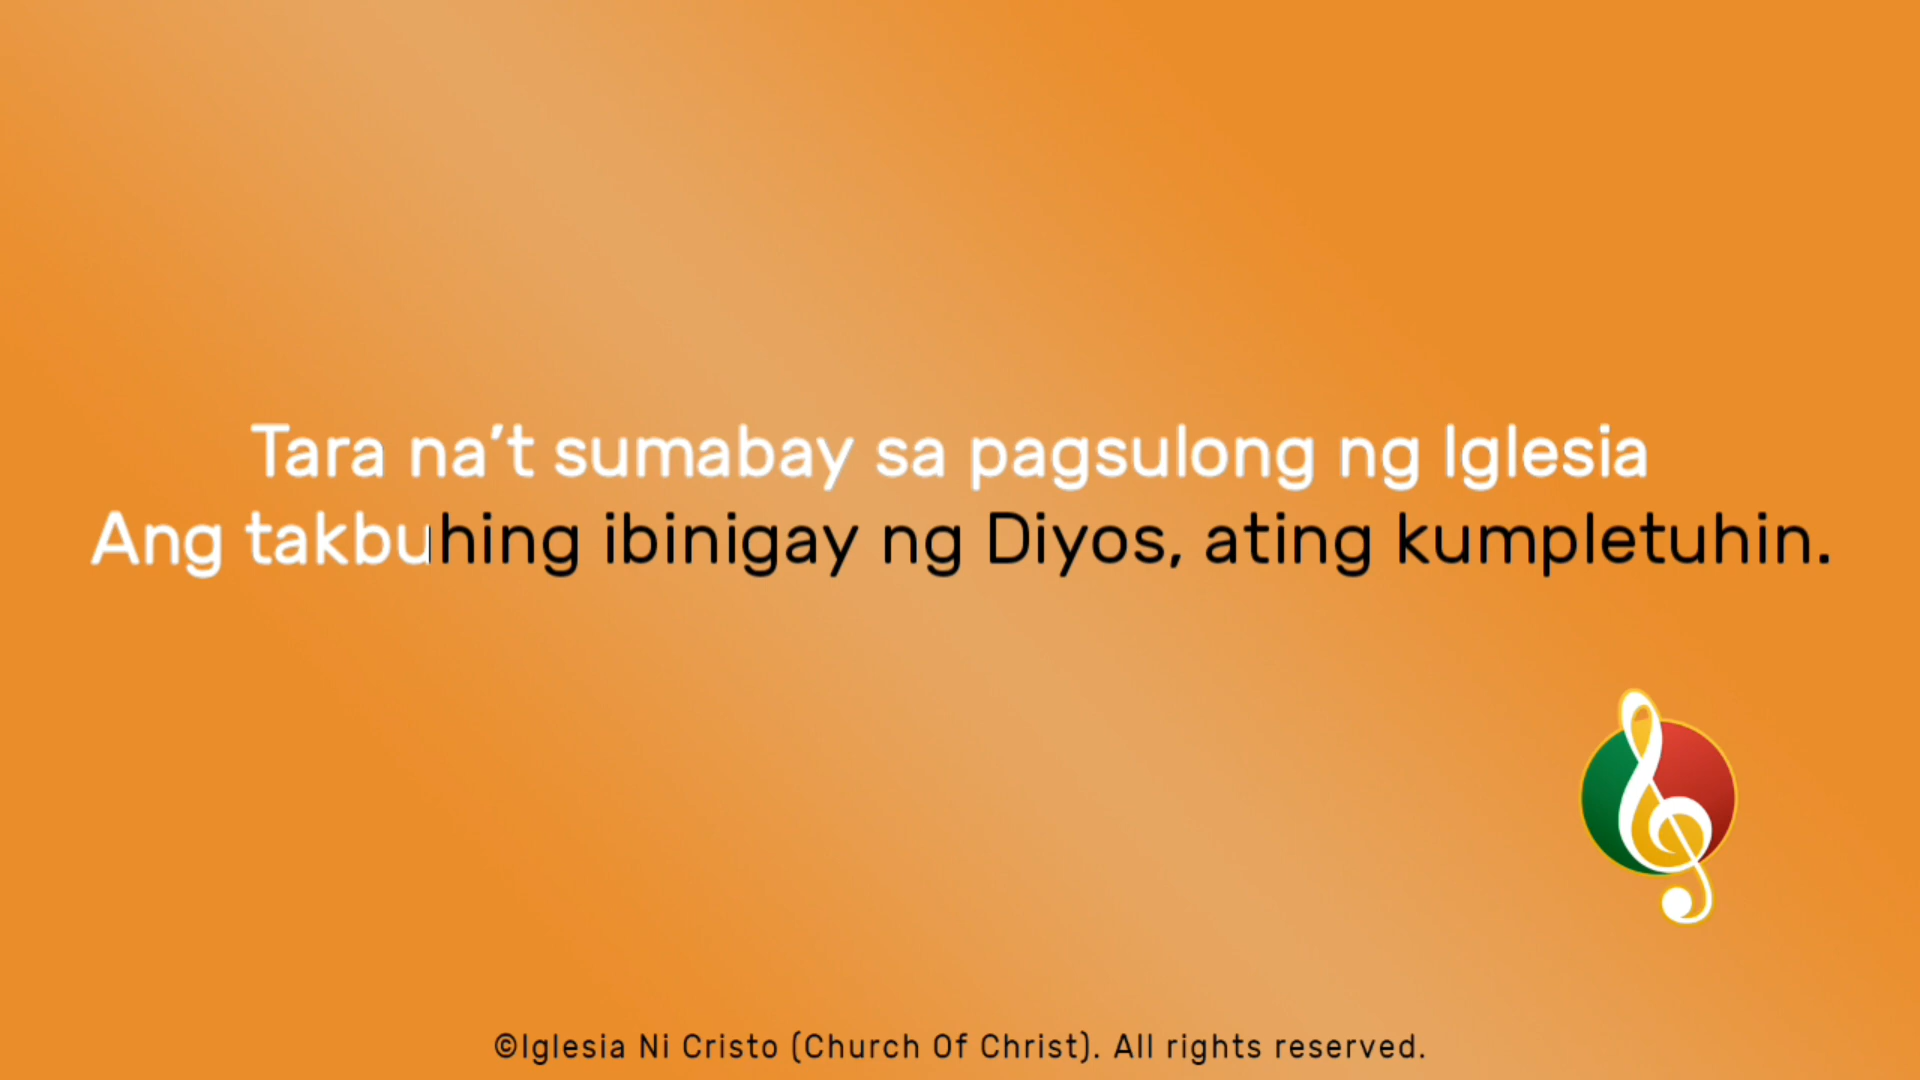 Tara na’t sumabay sa pagsulong ng Iglesia
Ang takbuhing ibinigay ng Diyos, ating kumpletuhin.
©Iglesia Ni Cristo (Church Of Christ). All rights reserved.